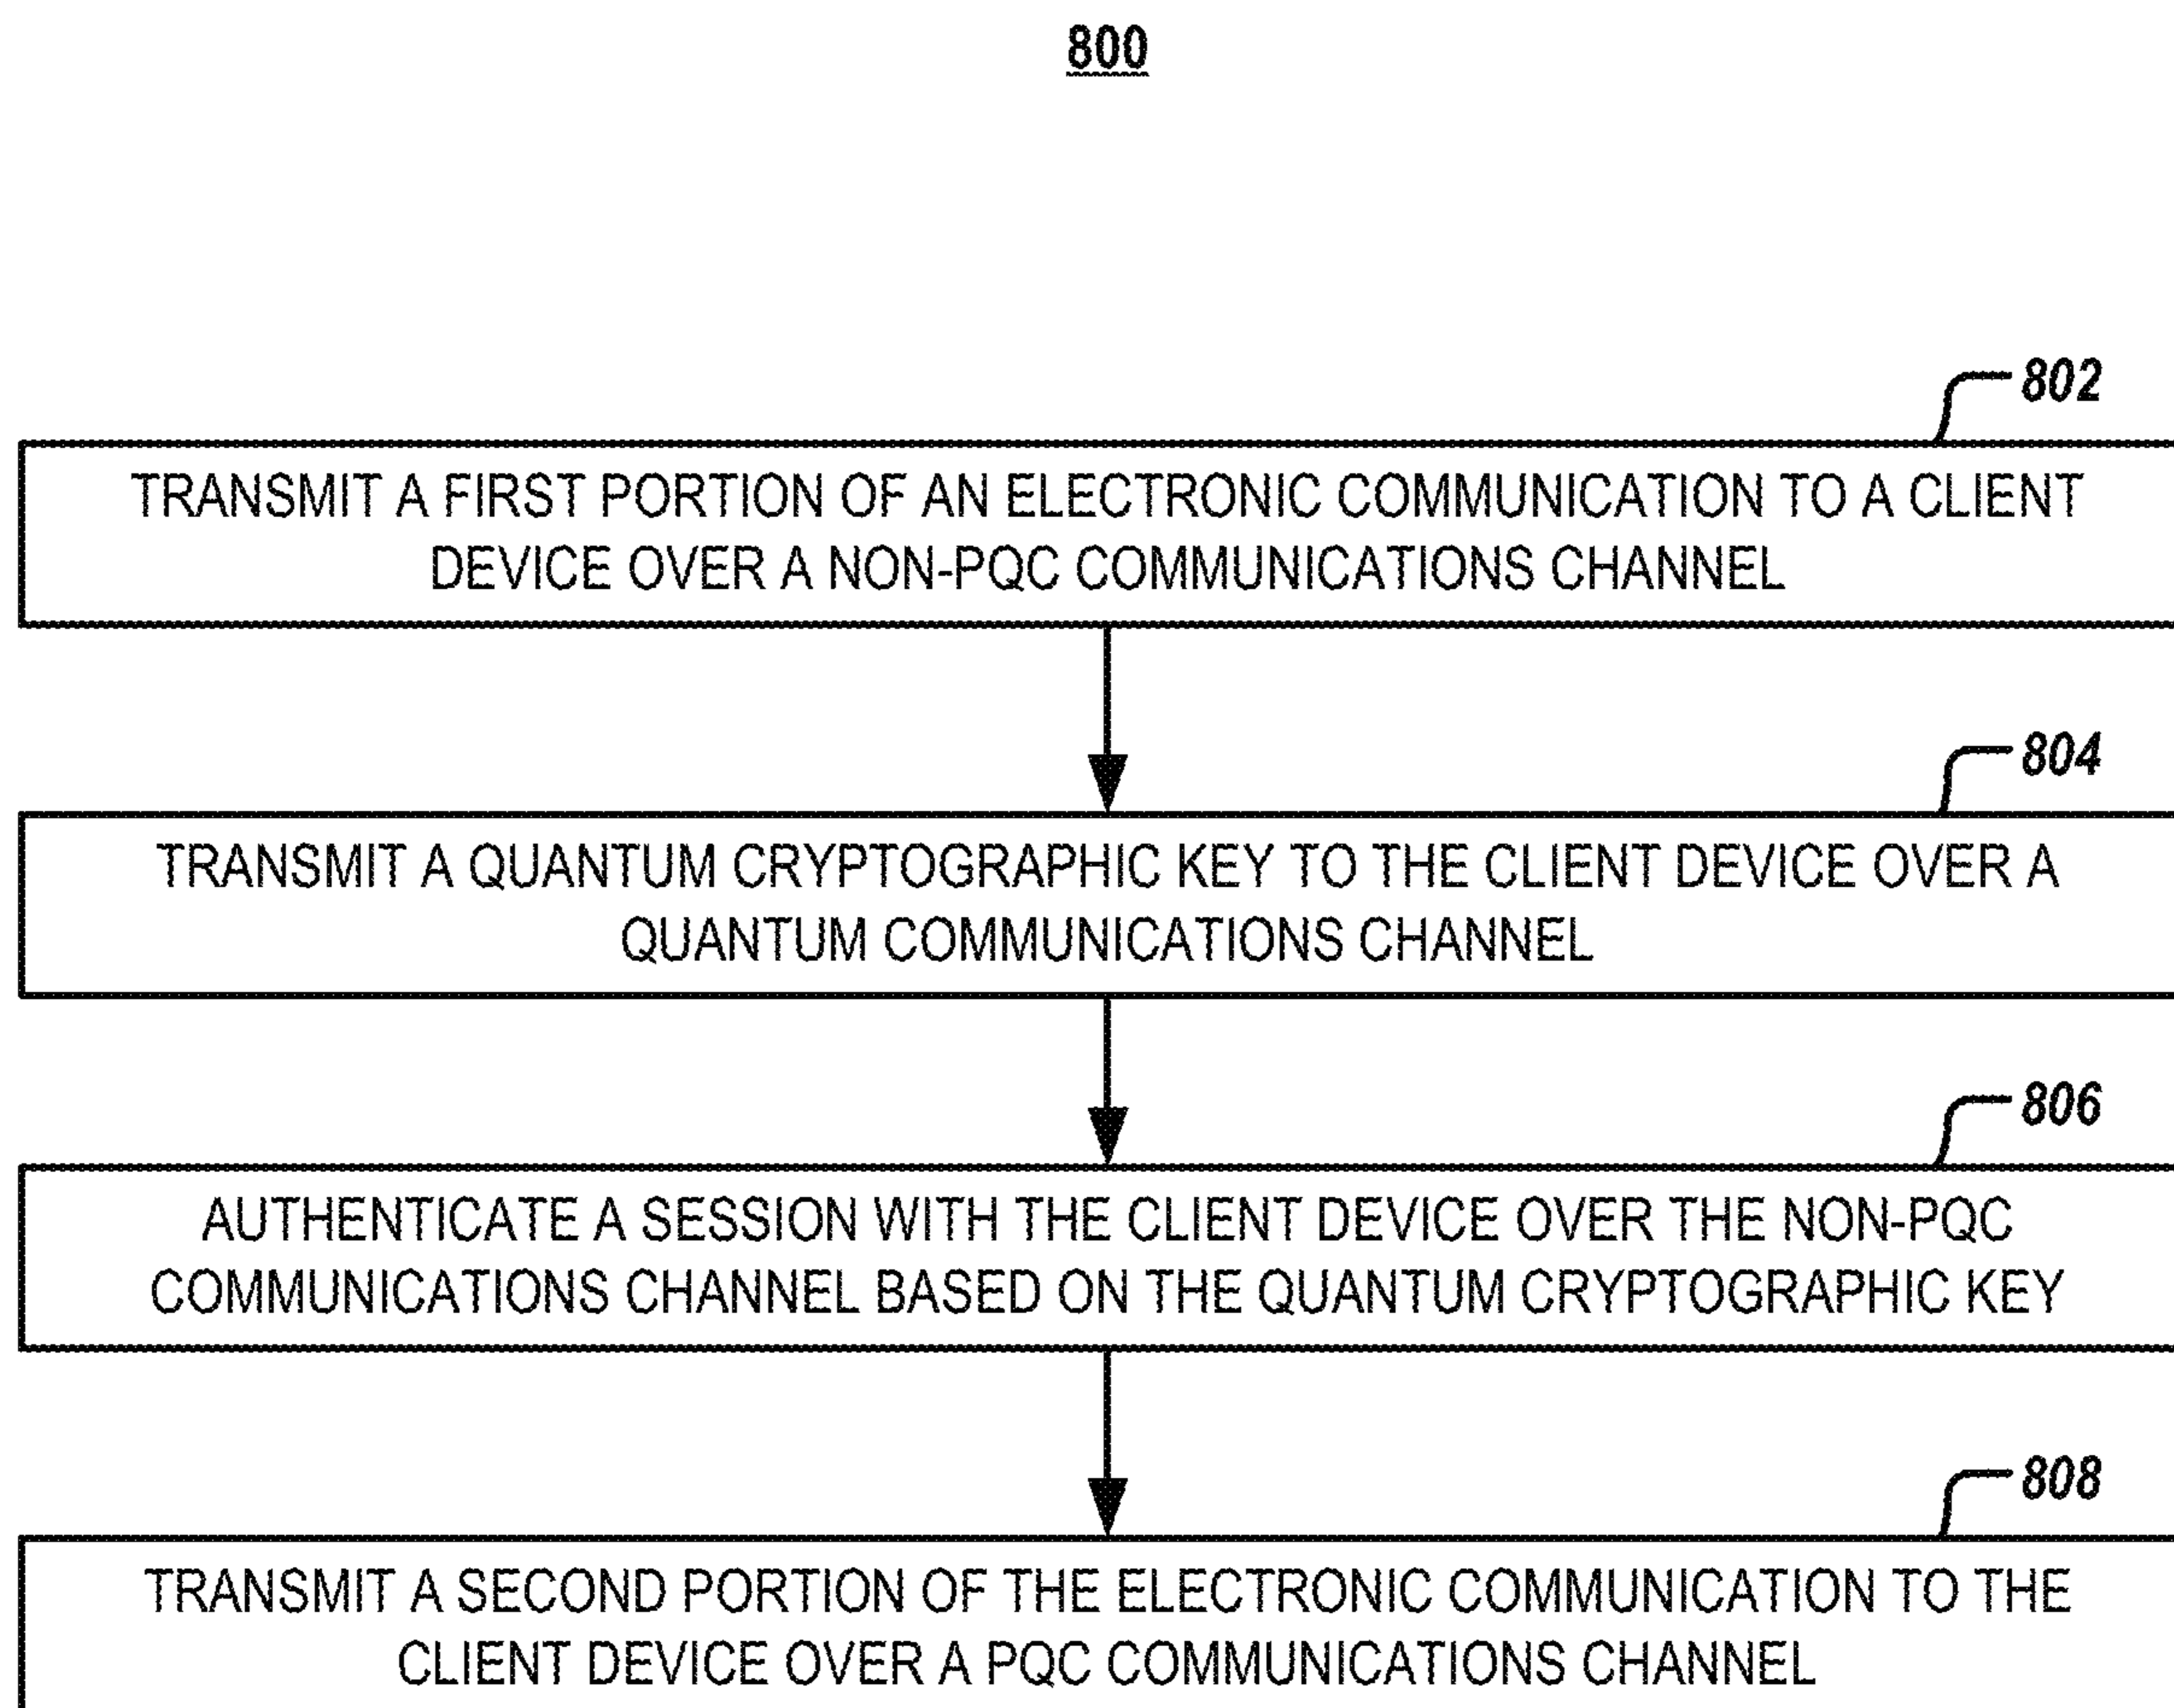 800
802
TRANSMIT A FIRST PORTION OF AN ELECTRONIC COMMUNICATION TO A CLIENT
DEVICE OVER A NON-PQC COMMUNICATIONS CHANNEL
804
TRANSMIT A QUANTUM CRYPTOGRAPHIC KEY TO THE CLIENT DEVICE OVER A
QUANTUM COMMUNICATIONS CHANNEL
806
AUTHENTICATE A SESSION WITH THE CLIENT DEVICE OVER THE NON-PQC
COMMUNICATIONS CHANNEL BASED ON THE QUANTUM CRYPTOGRAPHIC KEY
808
TRANSMIT A SECOND PORTION OF THE ELECTRONIC COMMUNICATION TO THE
CLIENT DEVICE OVER A PQC COMMUNICATIONS CHANNEL